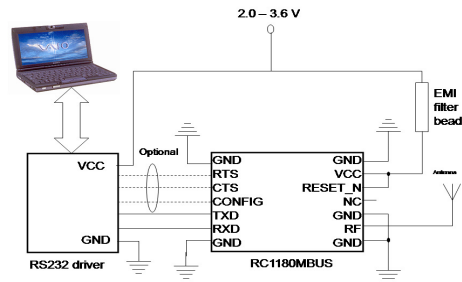 2.0 – 3.6 V
VAIO
EMI
filter
bead
Optional
Antenna
VCC
GND
RS232 driver
GND
RTS
CTS
CONFIG
TXD
RXD
GND
GND
VCC
RESET_N
NC
GND
RF
GND
RC1180MBUS